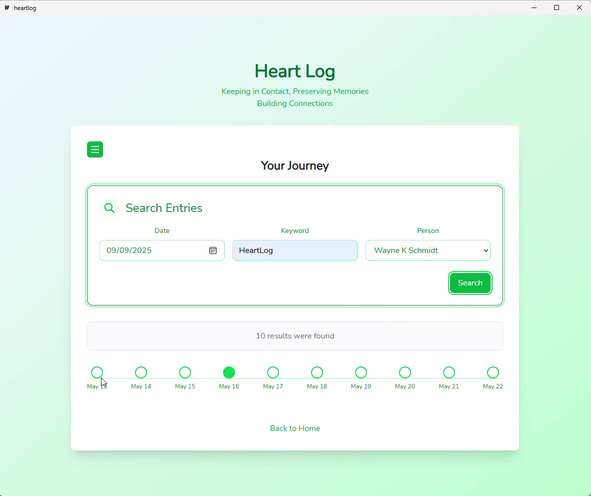 heartlog
Heart Log
Keeping in Contact, Preserving Memories
Building Connections
Your Journey
Search Entries
Date Keyword Person
09/09/2025 HeartLog Wayne K Schmidt
Search
10 results were found
May 13 May 14 May 15 May 16 May 17 May 18 May 19 May 20 May 21 May 22
Back to Home